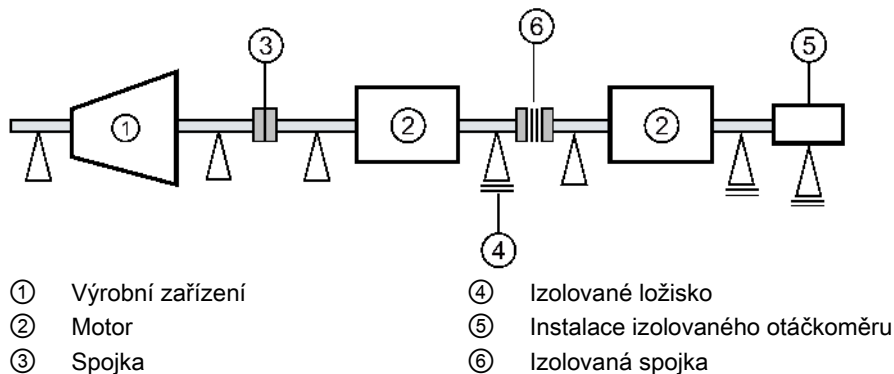 ⑥
③
⑤
①
②
②
④
① Výrobní zařízení
② Motor
③ Spojka
④ Izolované ložisko
⑤ Instalace izolovaného otáčkoměru
⑥ Izolovaná spojka